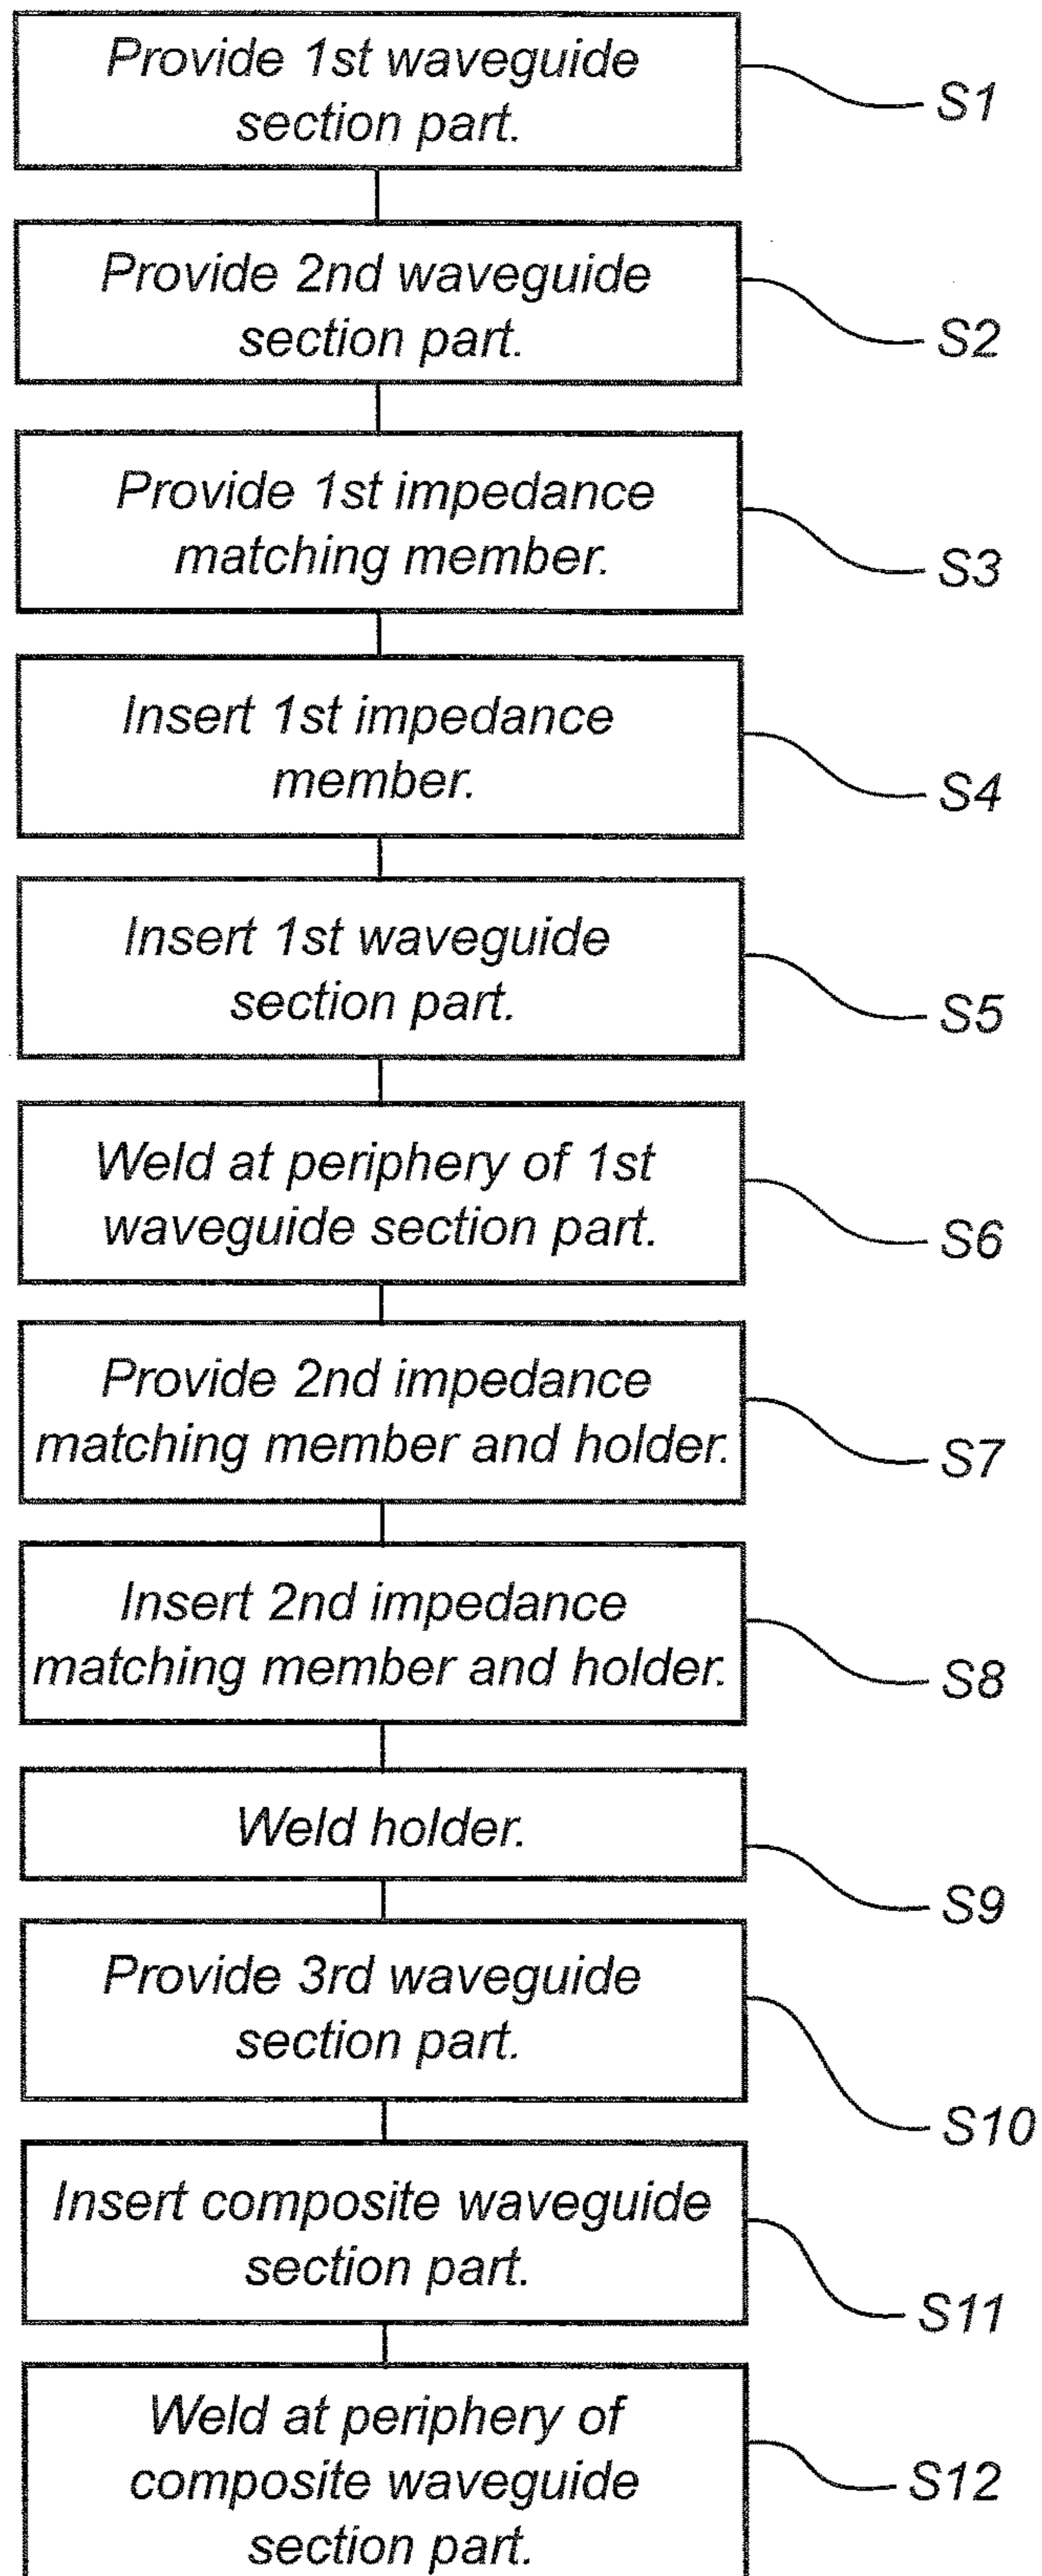 Provide 1st waveguide
section part.
S1
Provide 2nd waveguide
section part.
S2
Provide 1st impedance
matching member.
S3
Insert 1st impedance
member.
S4
Insert 1st waveguide
section part.
S5
Weld at periphery of 1st
waveguide section part.
S6
Provide 2nd impedance
matching member and holder.
S7
Insert 2nd impedance
matching member and holder.
S8
Weld holder.
S9
Provide 3rd waveguide
section part.
S10
Insert composite waveguide
section part.
S11
Weld at periphery of
composite waveguide
section part.
S12